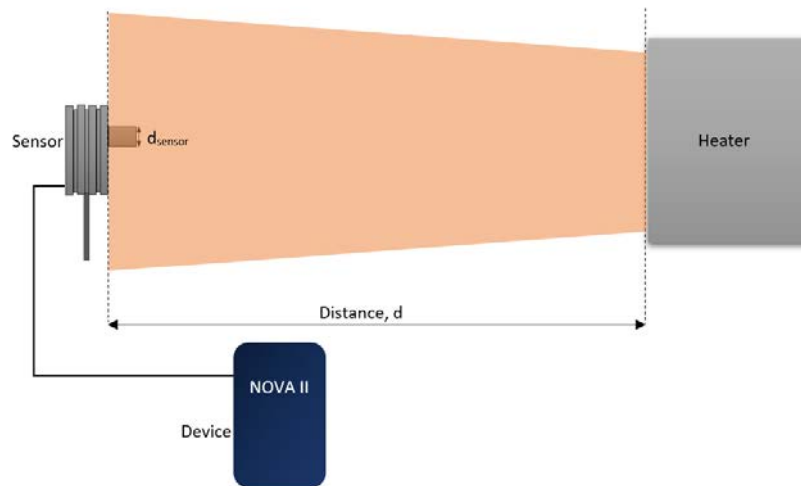 Sensor
dsensor
Heater
Distance, d
NOVA II
Device